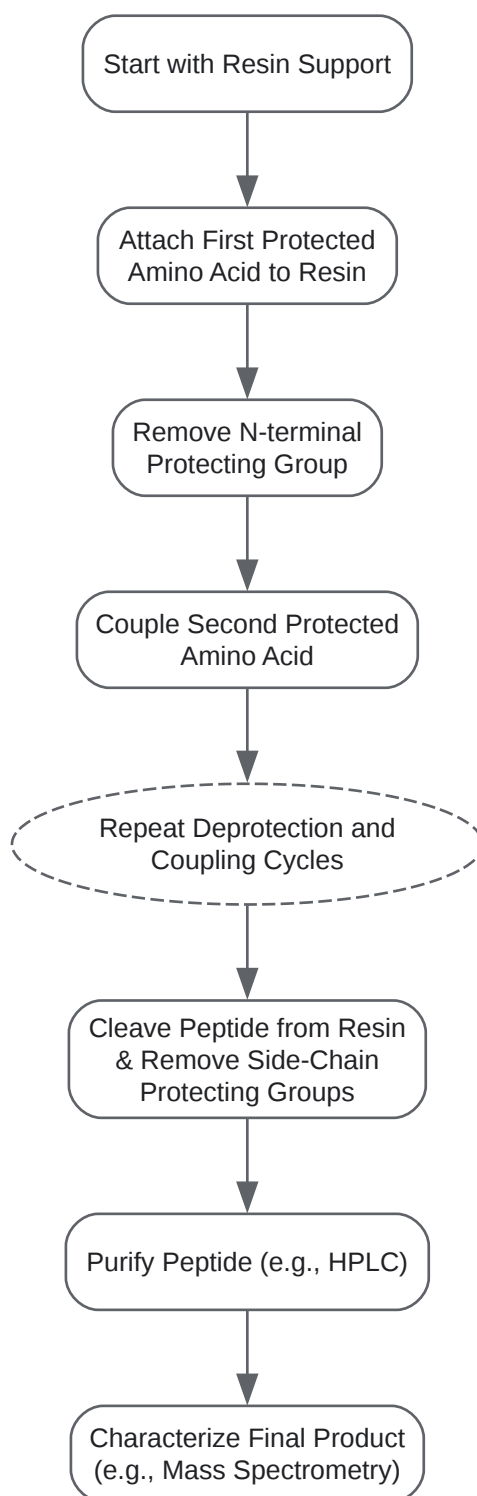 Start with Resin Support
Attach First Protected
Amino Acid to Resin
Remove N-terminal
Protecting Group
Couple Second Protected
Amino Acid
Repeat Deprotection and
Coupling Cycles
Cleave Peptide from Resin
& Remove Side-Chain
Protecting Groups
Purify Peptide (e.g., HPLC)
Characterize Final Product
(e.g., Mass Spectrometry)